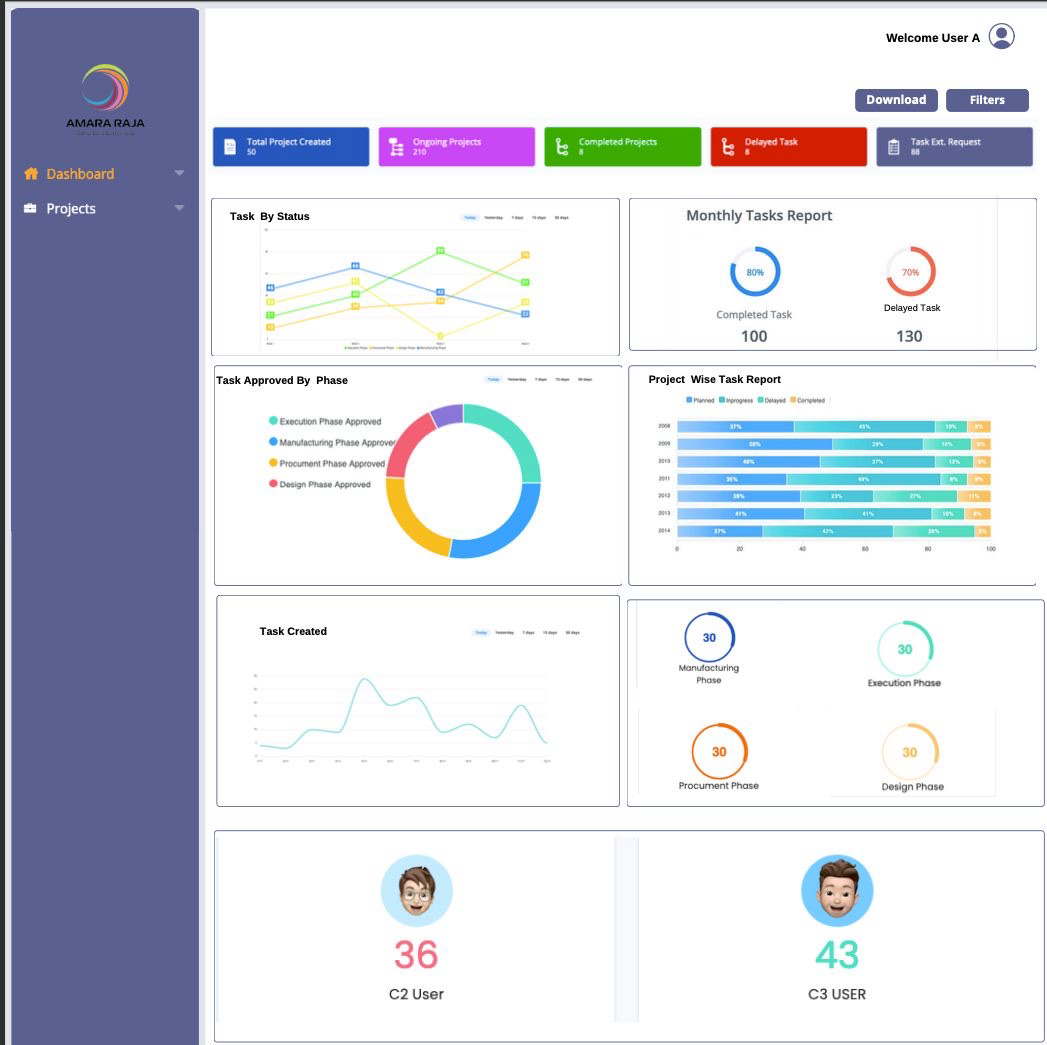 Welcome User A
Download
Filters
AMARA RAJA
Total Project Created
50
Ongoing Projects
210
Completed Projects
8
Delayed Task
8
Task Ext. Request
88
Dashboard
Projects
Task By Status
Today Yesterday 7 days 15 days 30 days
Monthly Tasks Report
80%
70%
Completed Task
Delayed Task
100
130
Task Approved By Phase
Today Yesterday 7 days 15 days 30 days
Execution Phase Approved
Manufacturing Phase Approved
Procument Phase Approved
Design Phase Approved
Project Wise Task Report
Planned Inprogress Delayed Completed
2008 37% 45% 10% 8%
2009 50% 29% 15%
2010 46% 37% 12%
2011 35% 49% 8% 8%
2012 39% 23% 27% 11%
2013 41% 41% 10% 8%
2014 27% 42% 26% 5%
0 20 40 60 80 100
Task Created
Today Yesterday 7 days 15 days 30 days
30
Manufacturing
Phase
30
Execution Phase
30
Procument Phase
30
Design Phase
36
C2 User
43
C3 USER